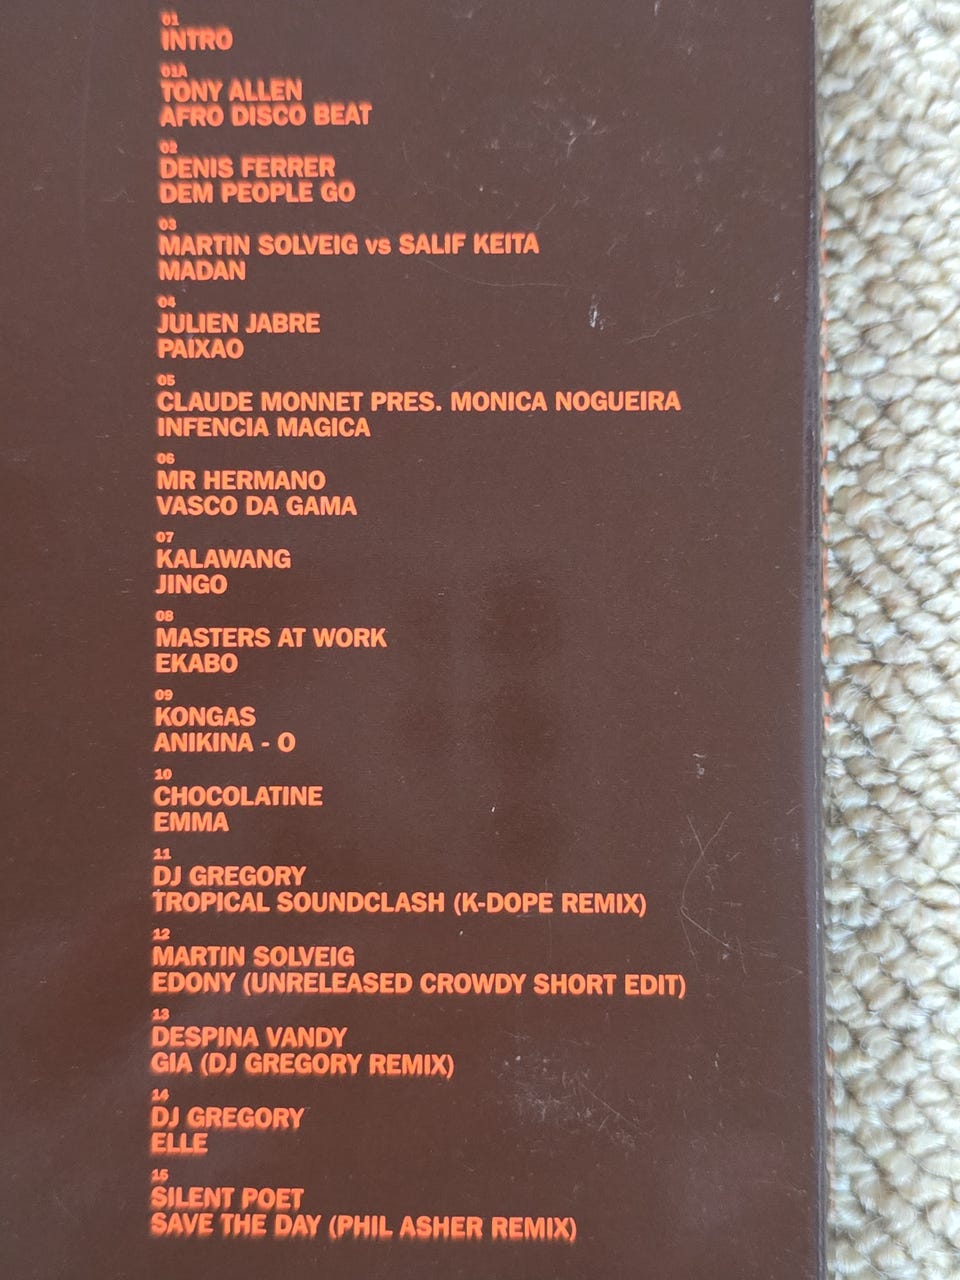 01
INTRO
01A
TONY ALLEN
AFRO DISCO BEAT
02
DENIS FERRER
DEM PEOPLE GO
03
MARTIN SOLVEIG vs SALIF KEITA
MADAN
04
JULIEN JABRE
PAIXAO
05
CLAUDE MONNET PRES. MONICA NOGUEIRA
INFENCIA MAGICA
06
MR HERMANO
VASCO DA GAMA
07
KALAWANG
JINGO
08
MASTERS AT WORK
EKABO
09
KONGAS
ANIKINA - O
10
CHOCOLATINE
EMMA
11
DJ GREGORY
TROPICAL SOUNDCLASH (K-DOPE REMIX)
12
MARTIN SOLVEIG
EDONY (UNRELEASED CROWDY SHORT EDIT)
13
DESPINA VANDY
GIA (DJ GREGORY REMIX)
14
DJ GREGORY
ELLE
15
SILENT POET
SAVE THE DAY (PHIL ASHER REMIX)